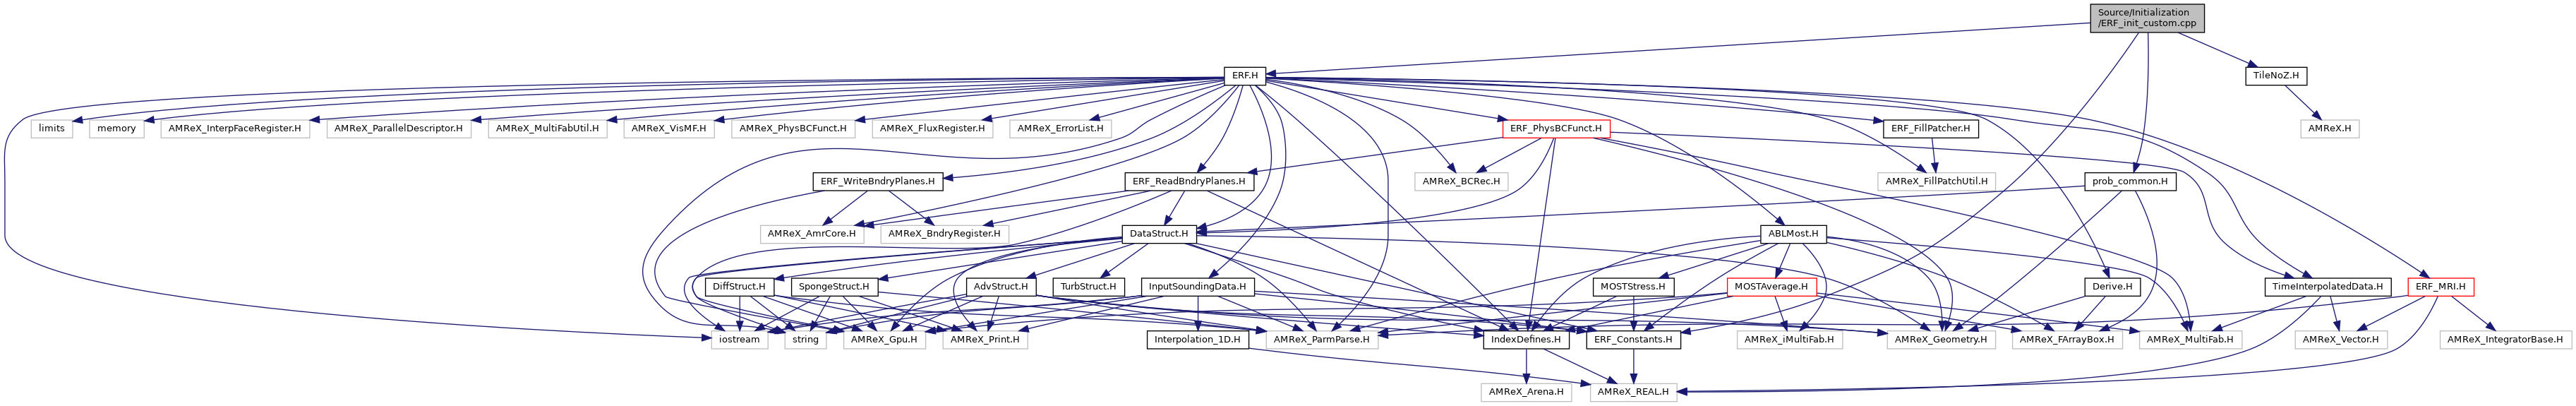 Source/Initialization
/ERF_init_custom.cpp
ERF.H
TileNoZ.H
limits
memory
AMReX_InterpFaceRegister.H
AMReX_ParallelDescriptor.H
AMReX_MultiFabUtil.H
AMReX_VisMF.H
AMReX_PhysBCFunct.H
AMReX_FluxRegister.H
AMReX_ErrorList.H
ERF_PhysBCFunct.H
ERF_FillPatcher.H
AMReX.H
ERF_WriteBndryPlanes.H
ERF_ReadBndryPlanes.H
AMReX_BCRec.H
AMReX_FillPatchUtil.H
prob_common.H
AMReX_AmrCore.H
AMReX_BndryRegister.H
DataStruct.H
ABLMost.H
DiffStruct.H
SpongeStruct.H
AdvStruct.H
TurbStruct.H
InputSoundingData.H
MOSTStress.H
MOSTAverage.H
Derive.H
TimeInterpolatedData.H
ERF_MRI.H
iostream
string
AMReX_Gpu.H
AMReX_Print.H
Interpolation_1D.H
AMReX_ParmParse.H
IndexDefines.H
ERF_Constants.H
AMReX_iMultiFab.H
AMReX_Geometry.H
AMReX_FArrayBox.H
AMReX_MultiFab.H
AMReX_Vector.H
AMReX_IntegratorBase.H
AMReX_Arena.H
AMReX_REAL.H